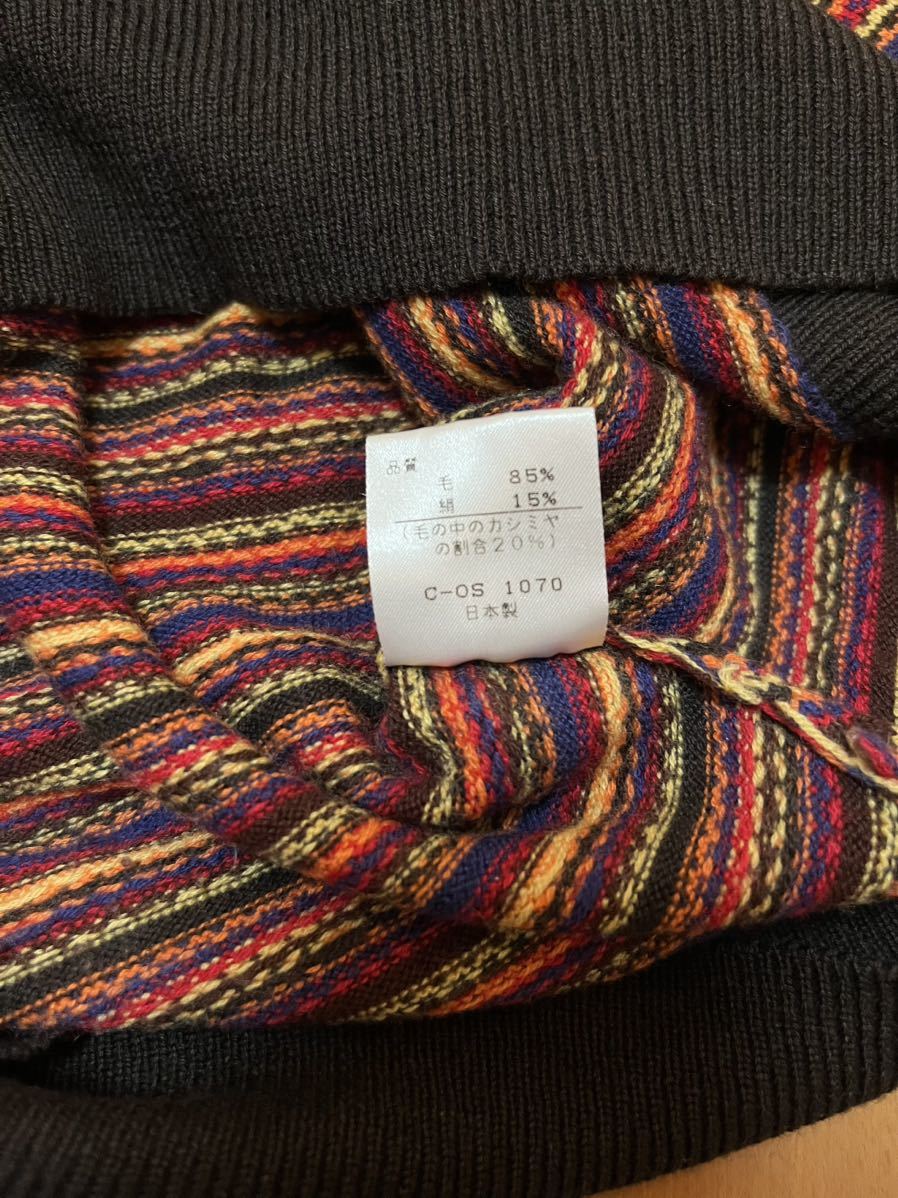 品質
毛 85%
絹 15%
(毛の中のカシミヤ
の割合20%)
C-OS 1070
日本製